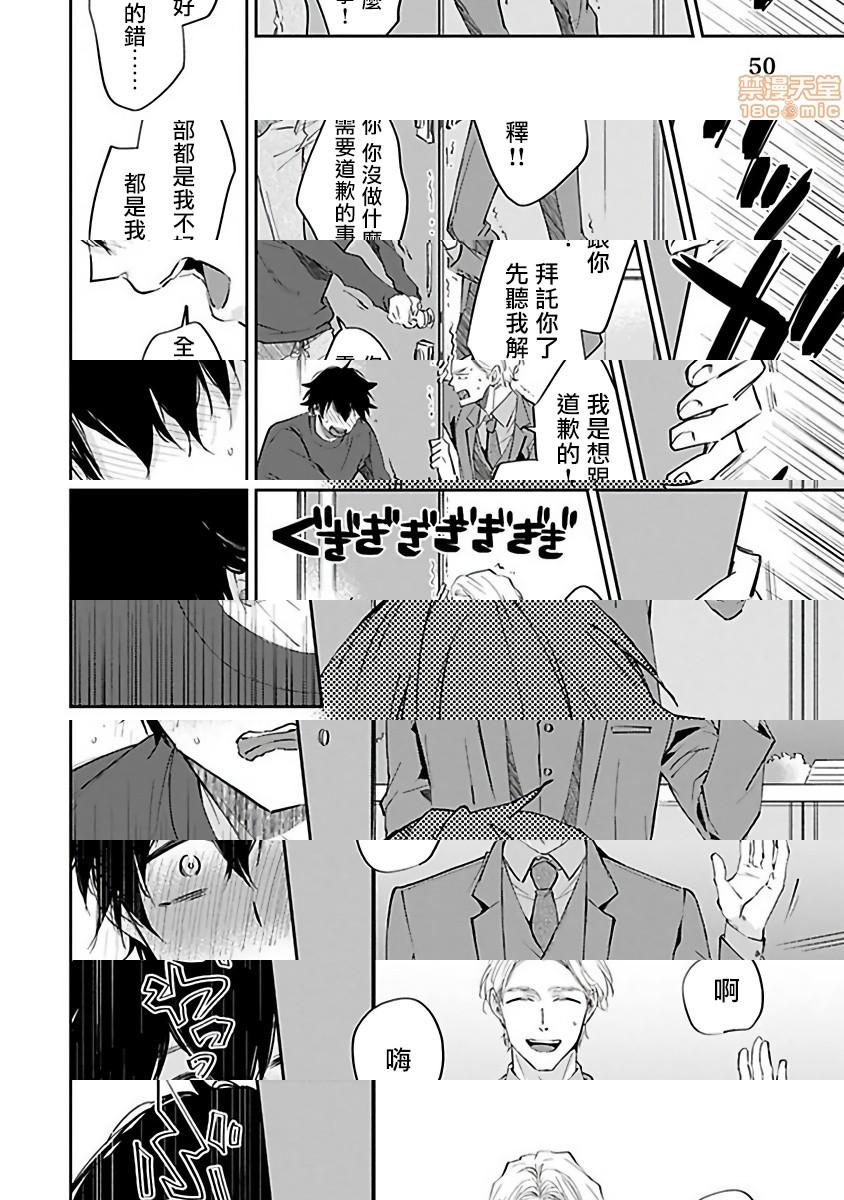 50
禁漫天堂
18comic
好
的錯……
釋!!
你 你沒做什麼
需要道歉的事
部都是我不好
都是我
拜託你了
先聽我解
全
我是想跟
道歉的！
ぐぎぎぎぎぎぎぎ
啊
嗨